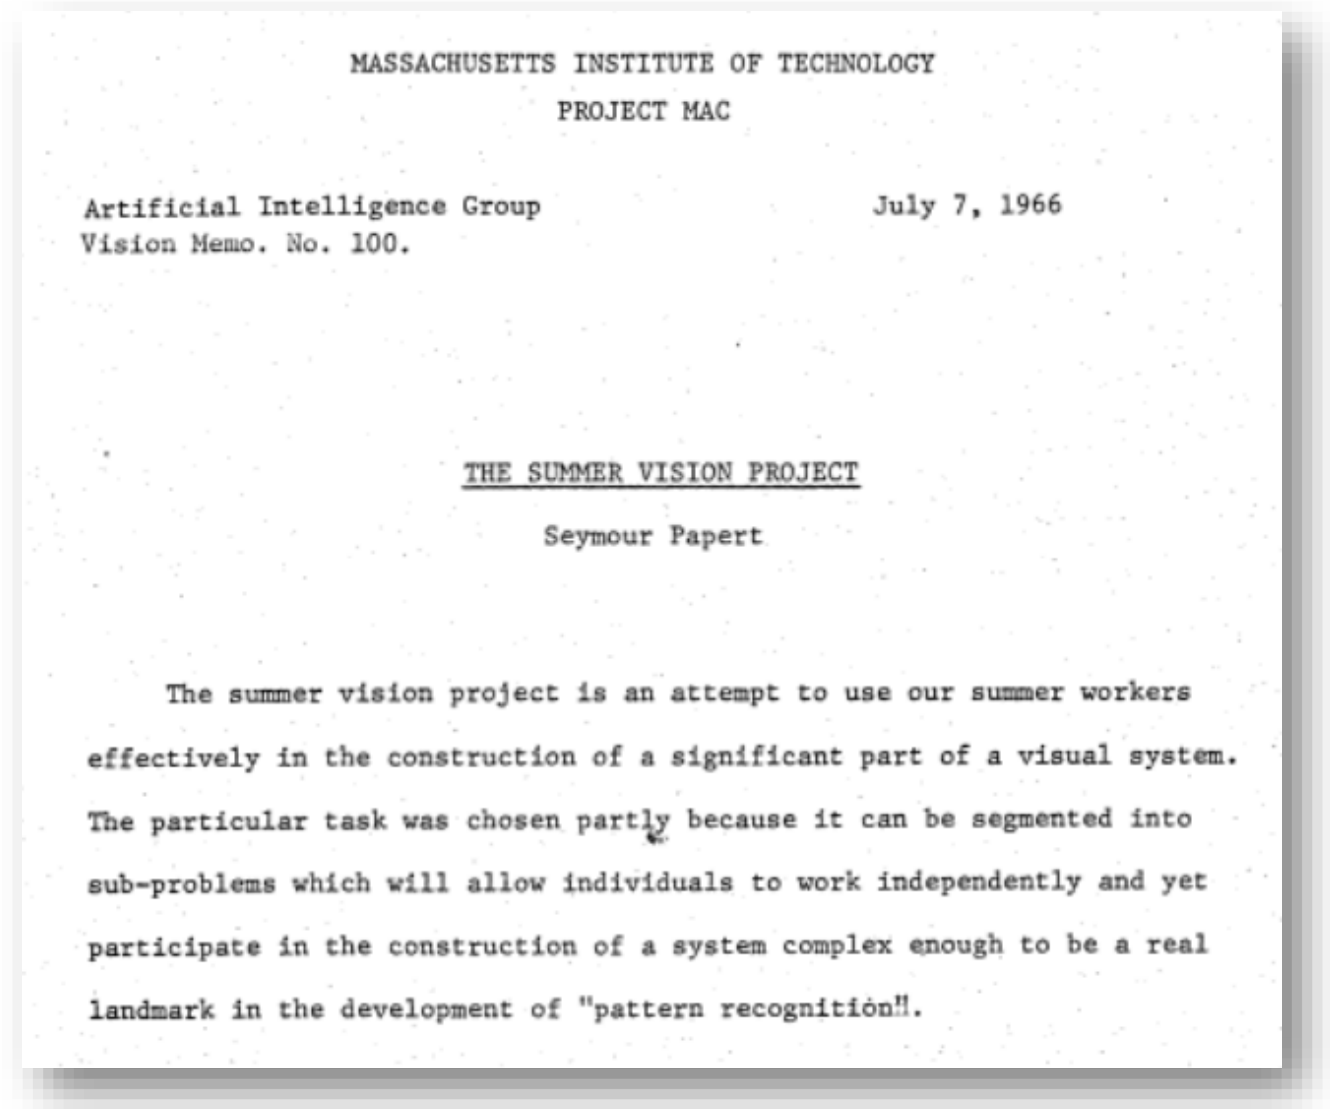 MASSACHUSETTS INSTITUTE OF TECHNOLOGY
PROJECT MAC
Artificial Intelligence Group July 7, 1966
Vision Memo. No. 100.
THE SUMMER VISION PROJECT
Seymour Papert
The summer vision project is an attempt to use our summer workers
effectively in the construction of a significant part of a visual system.
The particular task was chosen partly because it can be segmented into
sub-problems which will allow individuals to work independently and yet
participate in the construction of a system complex enough to be a real
landmark in the development of "pattern recognition".